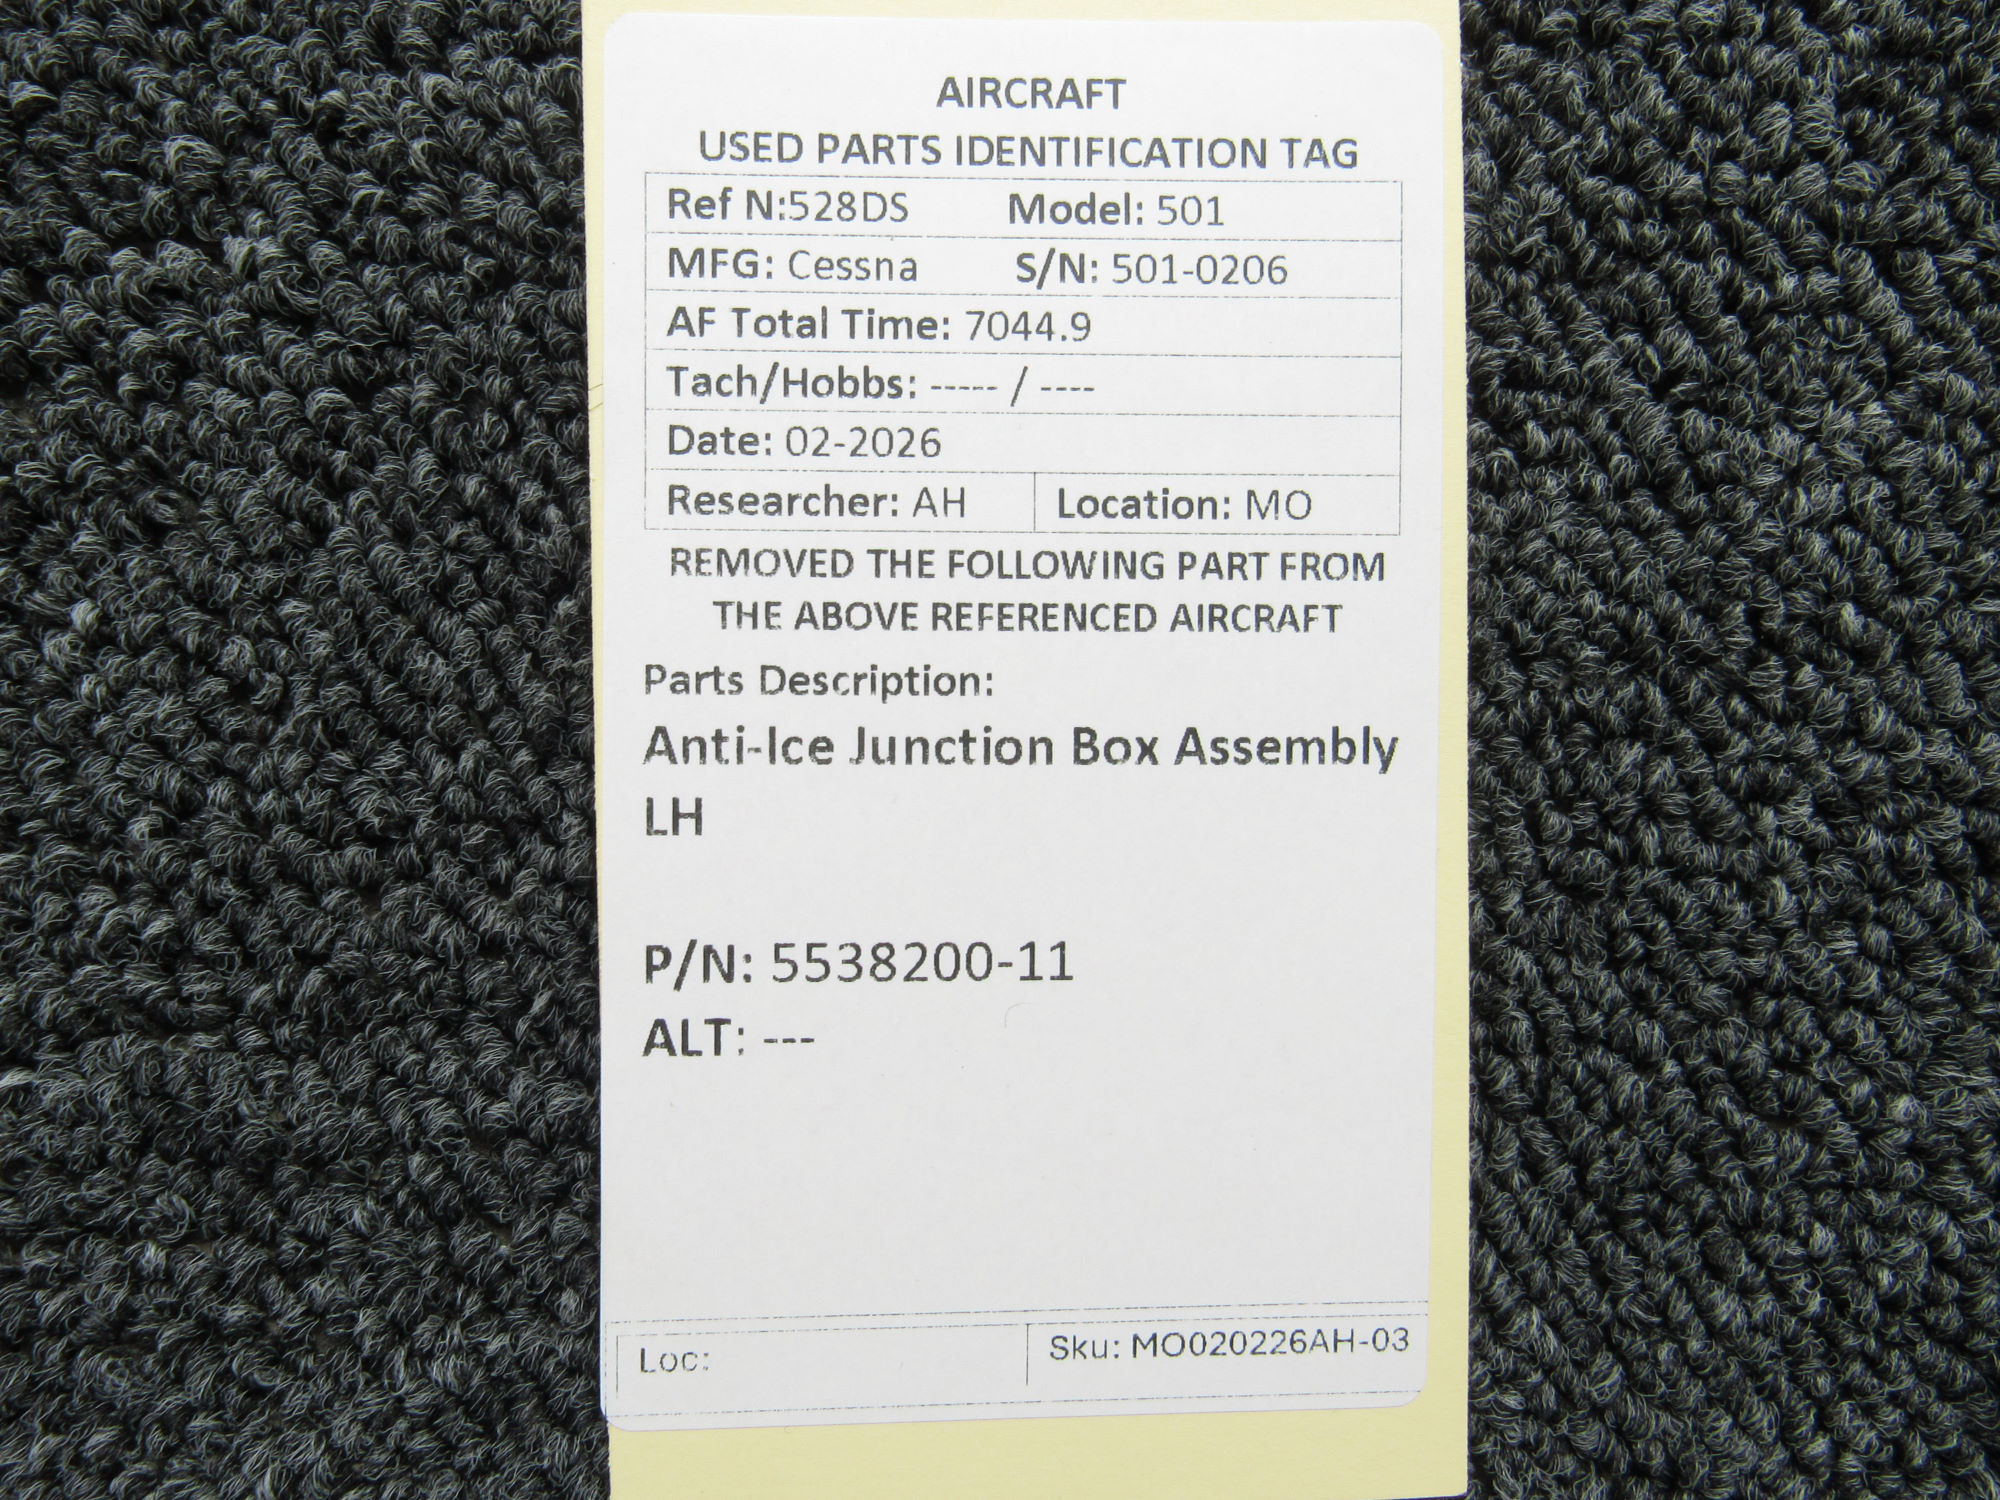 AIRCRAFT
USED PARTS IDENTIFICATION TAG
Ref N:528DS Model: 501
MFG: Cessna S/N: 501-0206
AF Total Time: 7044.9
Tach/Hobbs: ----- / ----
Date: 02-2026
Researcher: AH Location: MO
REMOVED THE FOLLOWING PART FROM
THE ABOVE REFERENCED AIRCRAFT
Parts Description:
Anti-Ice Junction Box Assembly
LH
P/N: 5538200-11
ALT: ---
Loc: Sku: MO020226AH-03